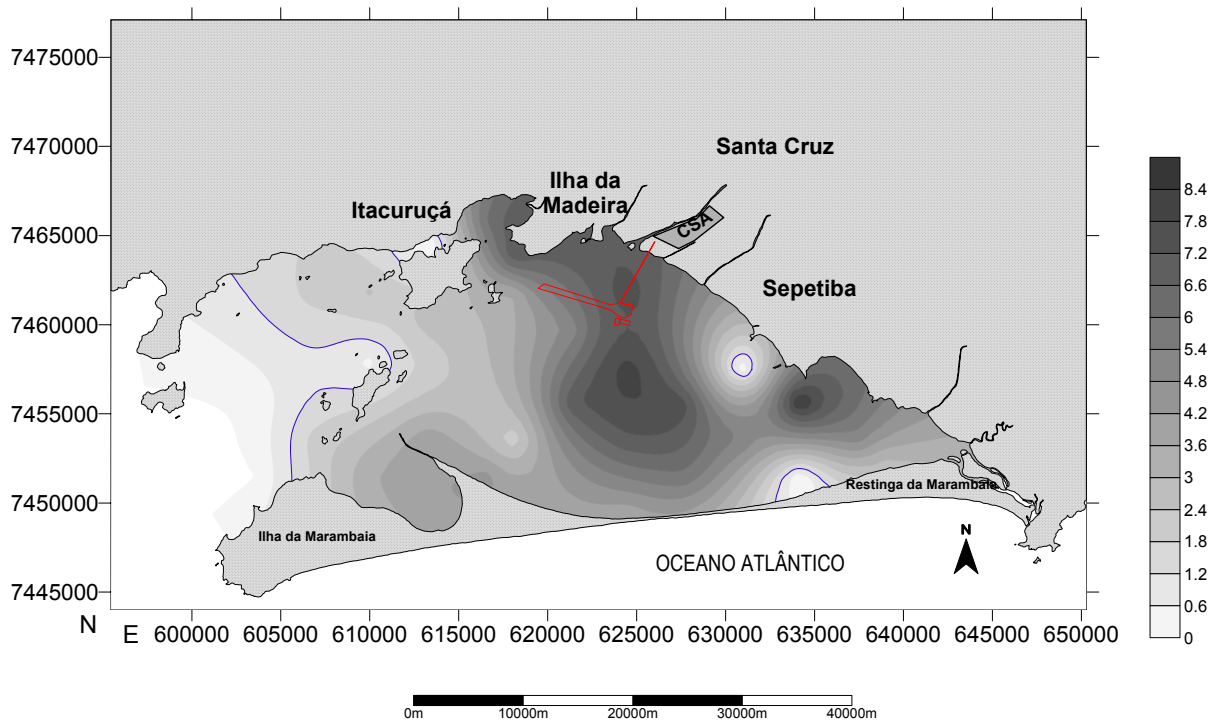 7475000
7470000
7465000
7460000
7455000
7450000
7445000
Santa Cruz
Ilha da
Madeira
Itacuruçá
CSA
Sepetiba
Restinga da Marambaia
Ilha da Marambaia
OCEANO ATLÂNTICO
N
N
E
600000 605000 610000 615000 620000 625000 630000 635000 640000 645000 650000
8.4
7.8
7.2
6.6
6
5.4
4.8
4.2
3.6
3
2.4
1.8
1.2
0.6
0
0m 10000m 20000m 30000m 40000m